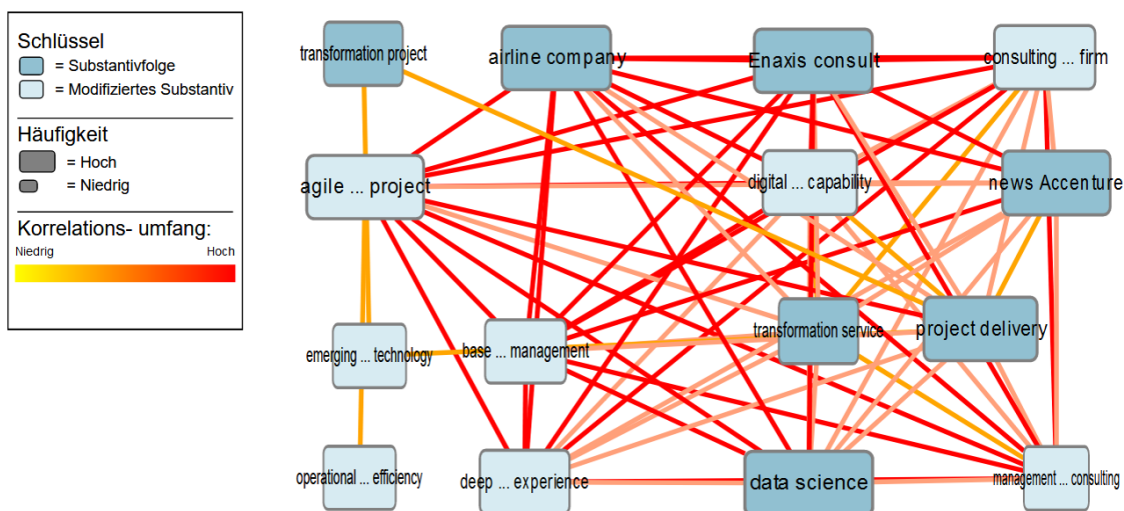 Schlüssel
= Substantivfolge
= Modifiziertes Substantiv
Häufigkeit
= Hoch
= Niedrig
Korrelations- umfang:
Niedrig Hoch
transformation project
airline company
Enaxis consult
consulting ... firm
agile ... project
digital ... capability
news Accenture
emerging ... technology
base ... management
transformation service
project delivery
operational ... efficiency
deep ... experience
data science
management ... consulting